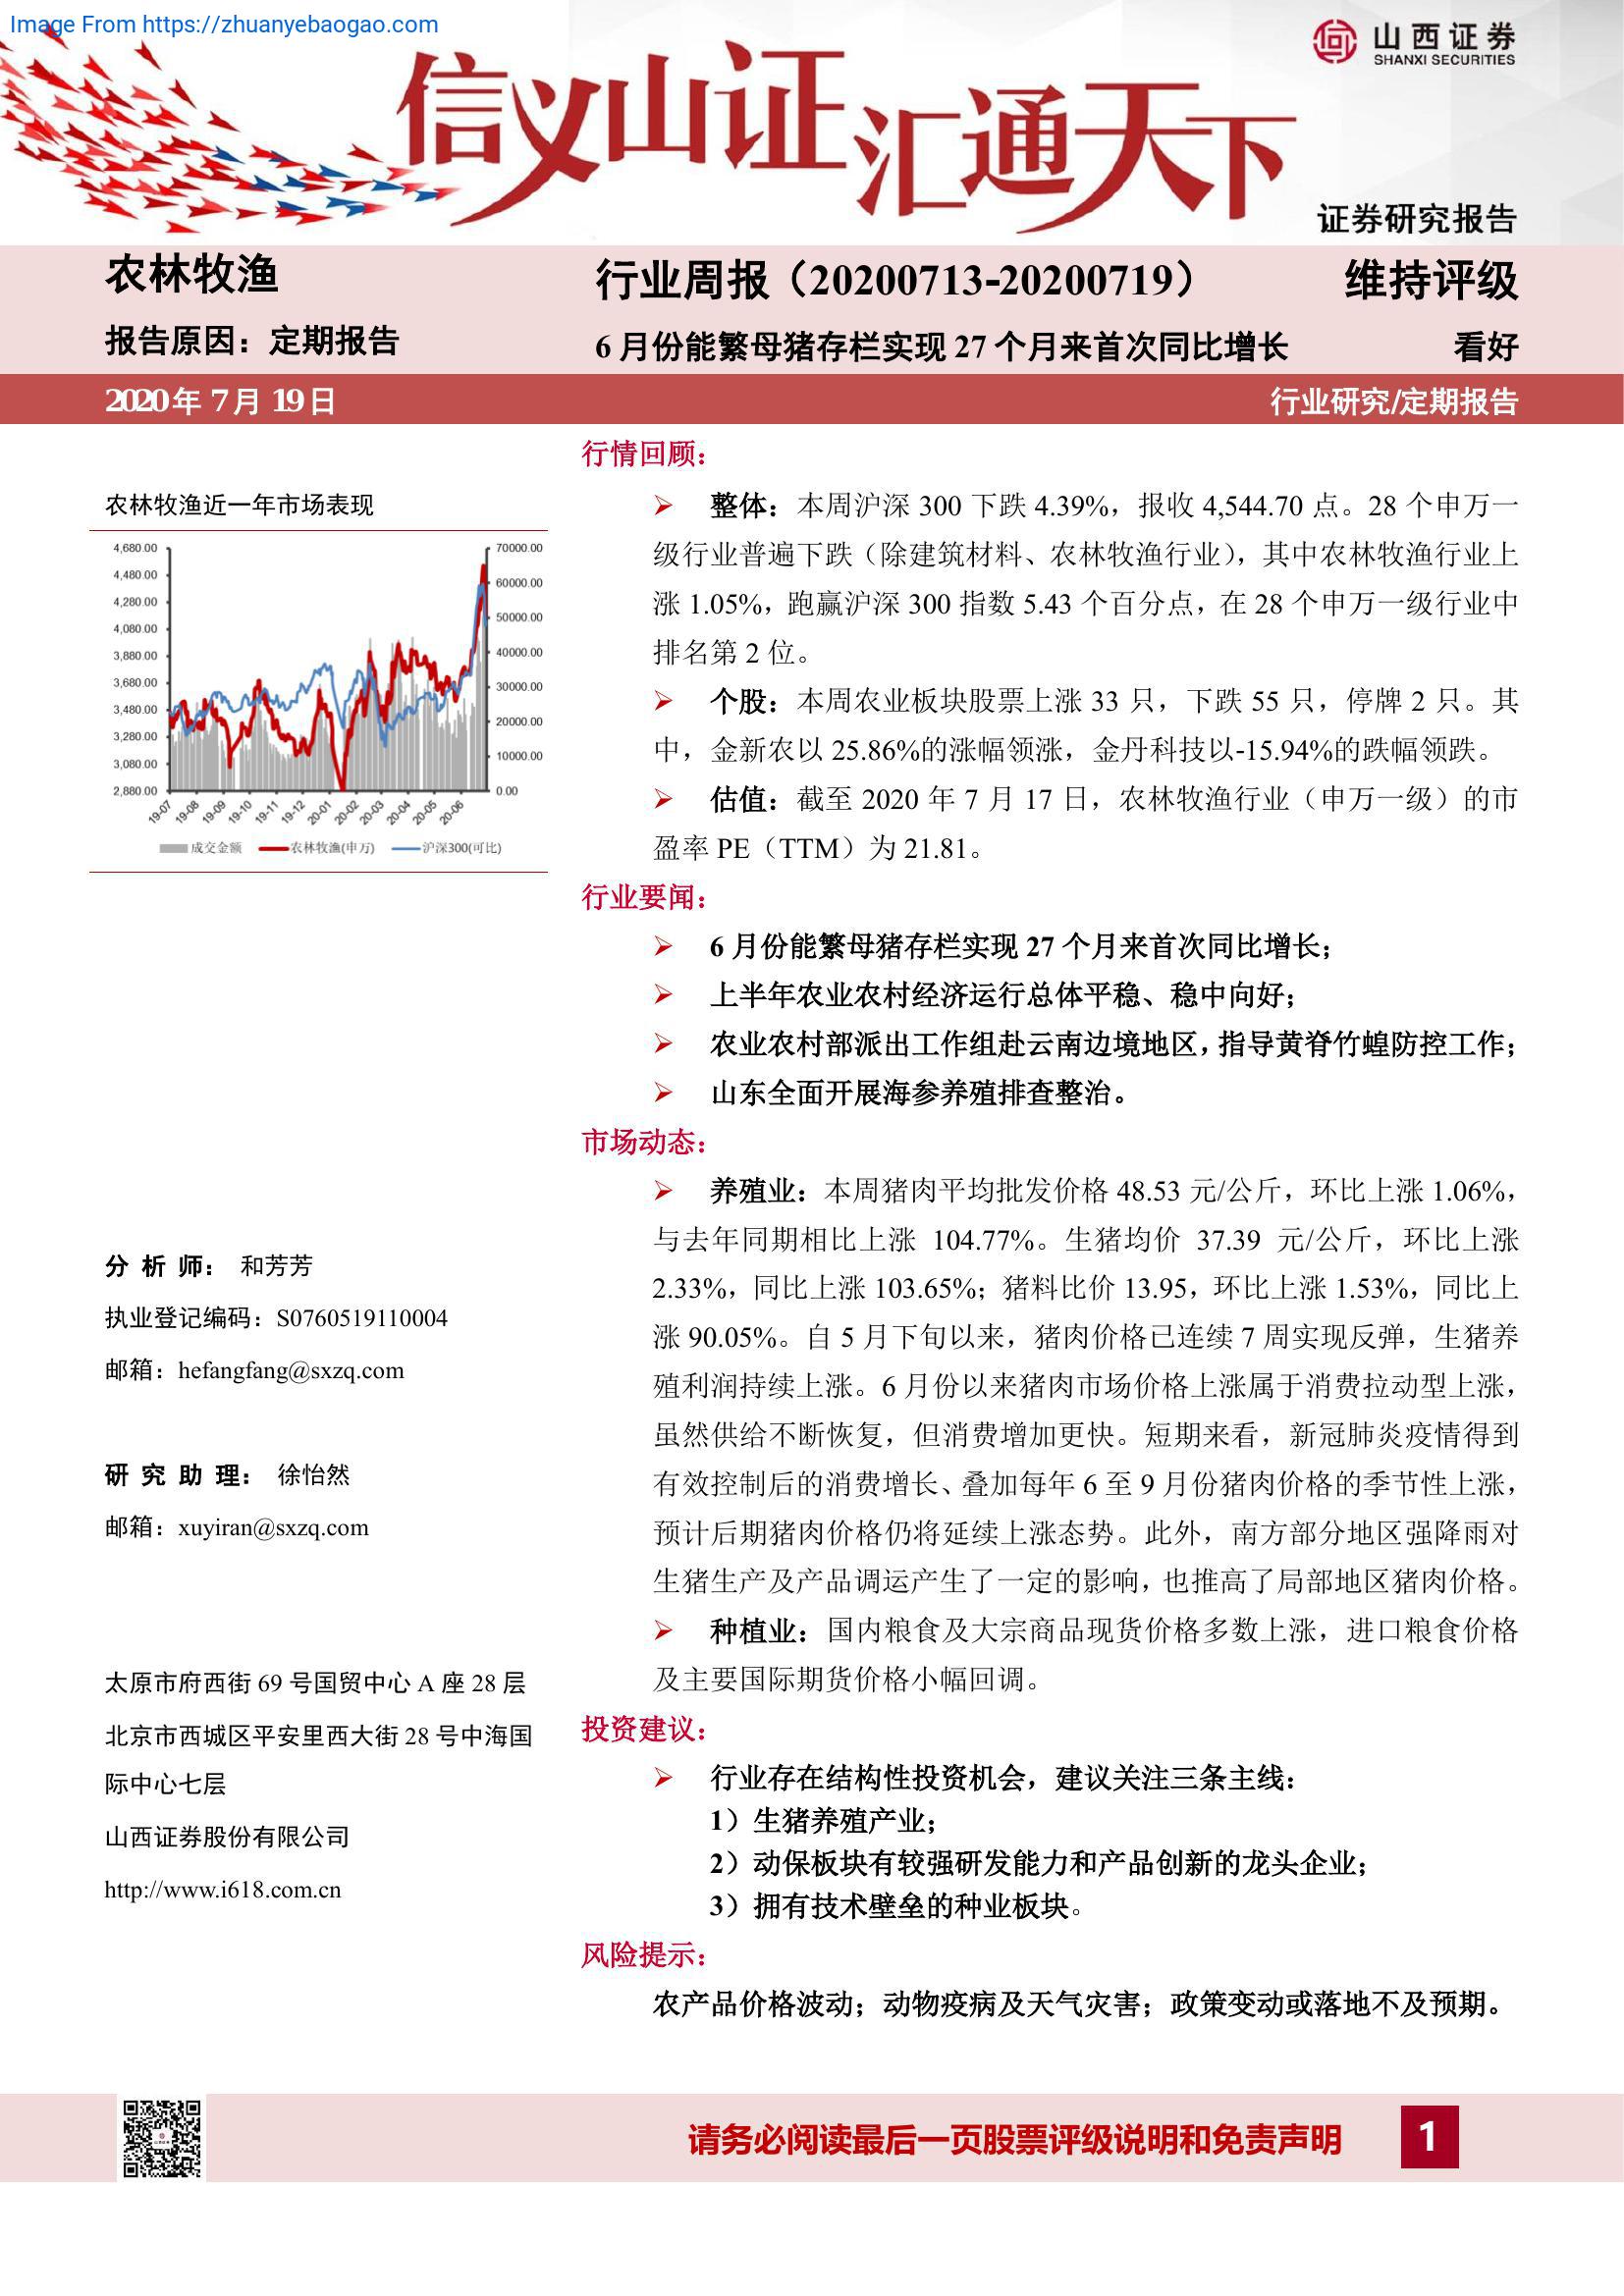 Image From https://zhuanyebaogao.com
山西证券
SHANXI SECURITIES
信义山证汇通天下
证券研究报告
农林牧渔
行业周报（20200713-20200719）
维持评级
报告原因：定期报告
6 月份能繁母猪存栏实现 27 个月来首次同比增长
看好
2020 年 7 月 19 日
行业研究/定期报告
农林牧渔近一年市场表现
4,680.00
4,480.00
4,280.00
4,080.00
3,880.00
3,680.00
3,480.00
3,280.00
3,080.00
2,880.00
70000.00
60000.00
50000.00
40000.00
30000.00
20000.00
10000.00
0.00
19-07
19-08
19-09
19-10
19-11
19-12
20-01
20-02
20-03
20-04
20-05
20-06
成交金额
农林牧渔(申万)
沪深300(可比)
分 析 师： 和芳芳
执业登记编码：S0760519110004
邮箱：hefangfang@sxzq.com
研 究 助 理： 徐怡然
邮箱：xuyiran@sxzq.com
太原市府西街 69 号国贸中心 A 座 28 层
北京市西城区平安里西大街 28 号中海国
际中心七层
山西证券股份有限公司
http://www.i618.com.cn
行情回顾：
整体：本周沪深 300 下跌 4.39%，报收 4,544.70 点。28 个申万一
级行业普遍下跌（除建筑材料、农林牧渔行业），其中农林牧渔行业上
涨 1.05%，跑赢沪深 300 指数 5.43 个百分点，在 28 个申万一级行业中
排名第 2 位。
个股：本周农业板块股票上涨 33 只，下跌 55 只，停牌 2 只。其
中，金新农以 25.86%的涨幅领涨，金丹科技以-15.94%的跌幅领跌。
估值：截至 2020 年 7 月 17 日，农林牧渔行业（申万一级）的市
盈率 PE（TTM）为 21.81。
行业要闻：
6 月份能繁母猪存栏实现 27 个月来首次同比增长；
上半年农业农村经济运行总体平稳、稳中向好；
农业农村部派出工作组赴云南边境地区，指导黄脊竹蝗防控工作；
山东全面开展海参养殖排查整治。
市场动态：
养殖业：本周猪肉平均批发价格 48.53 元/公斤，环比上涨 1.06%，
与去年同期相比上涨 104.77%。生猪均价 37.39 元/公斤，环比上涨
2.33%，同比上涨 103.65%；猪料比价 13.95，环比上涨 1.53%，同比上
涨 90.05%。自 5 月下旬以来，猪肉价格已连续 7 周实现反弹，生猪养
殖利润持续上涨。6 月份以来猪肉市场价格上涨属于消费拉动型上涨，
虽然供给不断恢复，但消费增加更快。短期来看，新冠肺炎疫情得到
有效控制后的消费增长、叠加每年 6 至 9 月份猪肉价格的季节性上涨，
预计后期猪肉价格仍将延续上涨态势。此外，南方部分地区强降雨对
生猪生产及产品调运产生了一定的影响，也推高了局部地区猪肉价格。
种植业：国内粮食及大宗商品现货价格多数上涨，进口粮食价格
及主要国际期货价格小幅回调。
投资建议：
行业存在结构性投资机会，建议关注三条主线：
1）生猪养殖产业；
2）动保板块有较强研发能力和产品创新的龙头企业；
3）拥有技术壁垒的种业板块。
风险提示：
农产品价格波动；动物疫病及天气灾害；政策变动或落地不及预期。
请务必阅读最后一页股票评级说明和免责声明
1